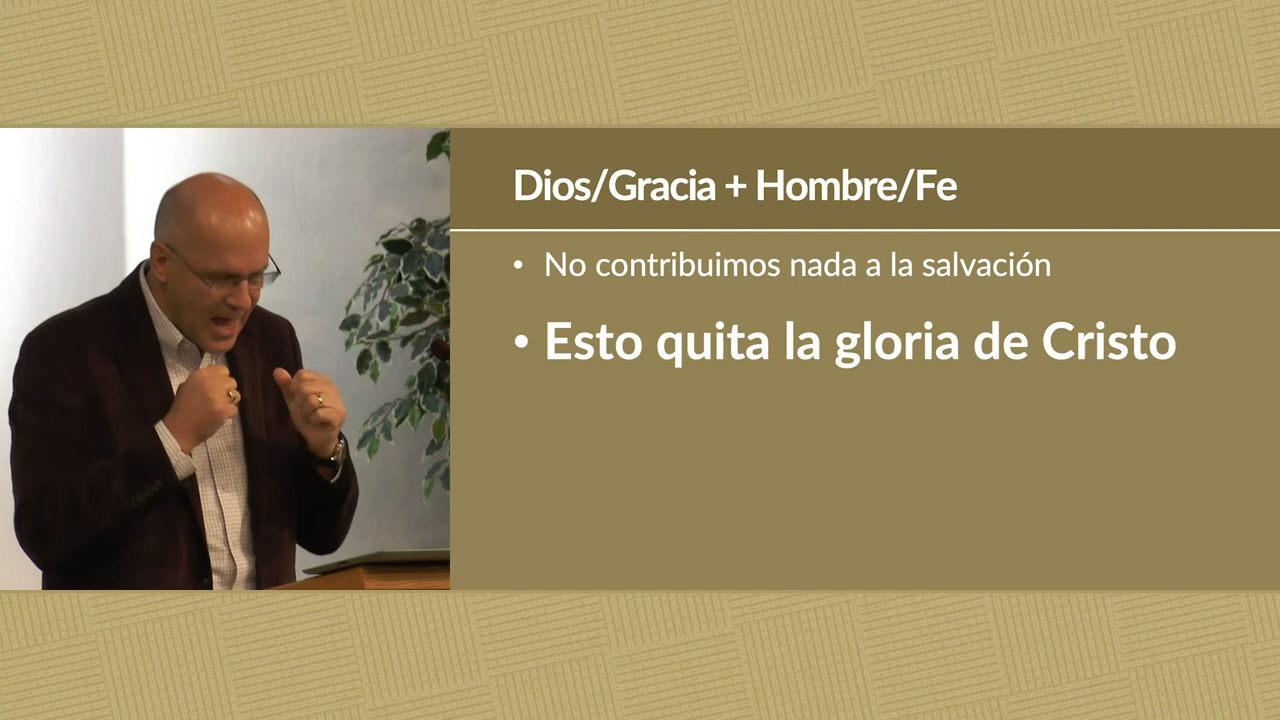 Dios/Gracia + Hombre/Fe
• No contribuimos nada a la salvación
• Esto quita la gloria de Cristo